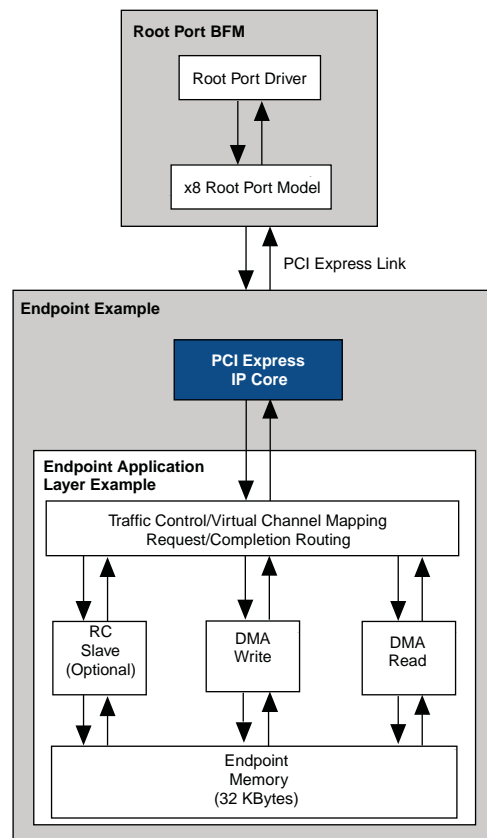 Root Port BFM
Root Port Driver
x8 Root Port Model
PCI Express Link
Endpoint Example
PCI Express
IP Core
Endpoint Application
Layer Example
Traffic Control/Virtual Channel Mapping
Request/Completion Routing
RC
Slave
(Optional)
DMA
Write
DMA
Read
Endpoint
Memory
(32 KBytes)